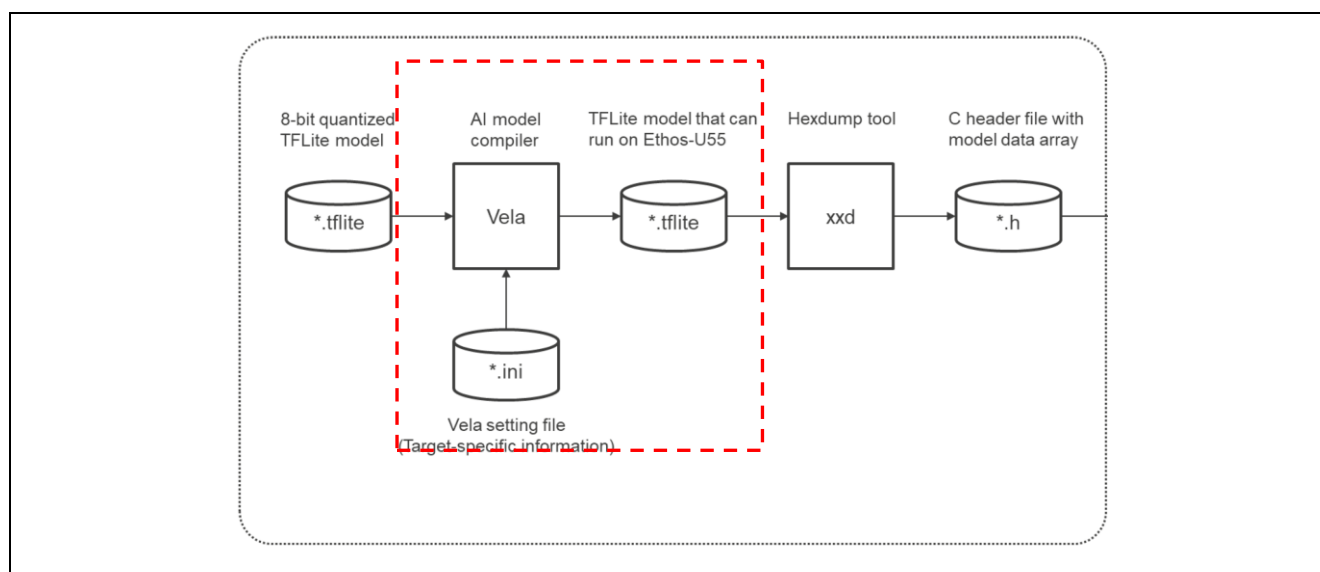 8-bit quantized
TFLite model
AI model
compiler
TFLite model that can
run on Ethos-U55
Hexdump tool
C header file with
model data array
*.tflite
Vela
*.tflite
xxd
*.h
*.ini
Vela setting file
(Target-specific information)